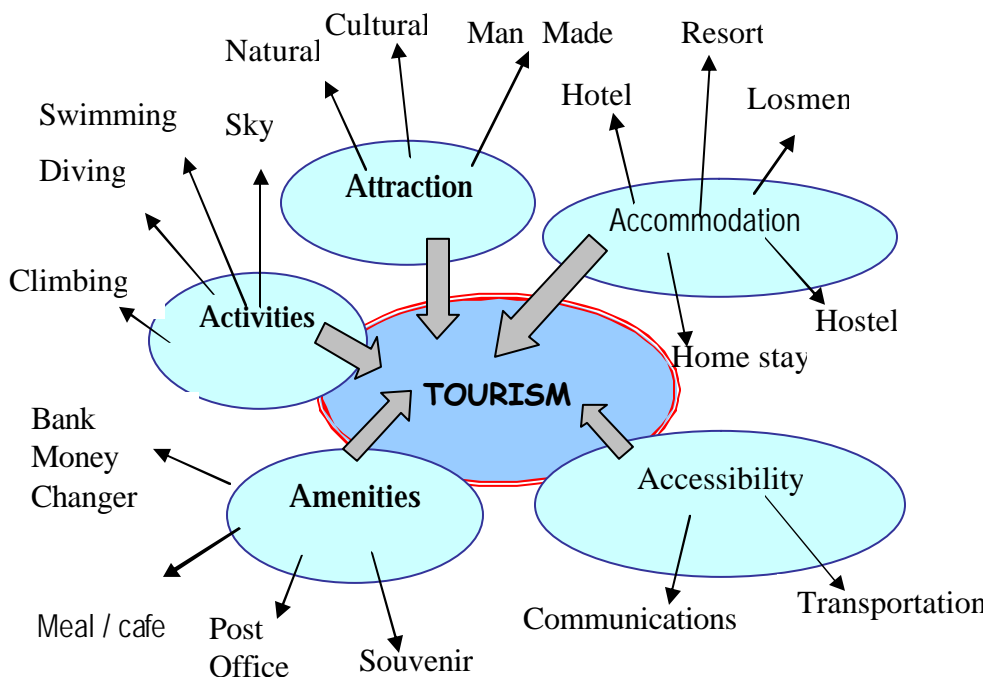 Cultural
Natural
Man Made
Resort
Hotel
Losmen
Swimming
Sky
Diving
Attraction
Accommodation
Climbing
Activities
Hostel
Home stay
TOURISM
Bank
Money
Changer
Amenities
Accessibility
Meal / cafe
Post
Office
Souvenir
Communications
Transportation